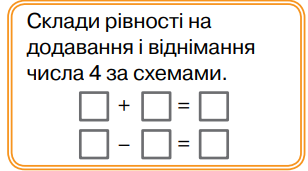 Склади рівності на
додавання і віднімання
числа 4 за схемами.
□ + □ = □
□ – □ = □